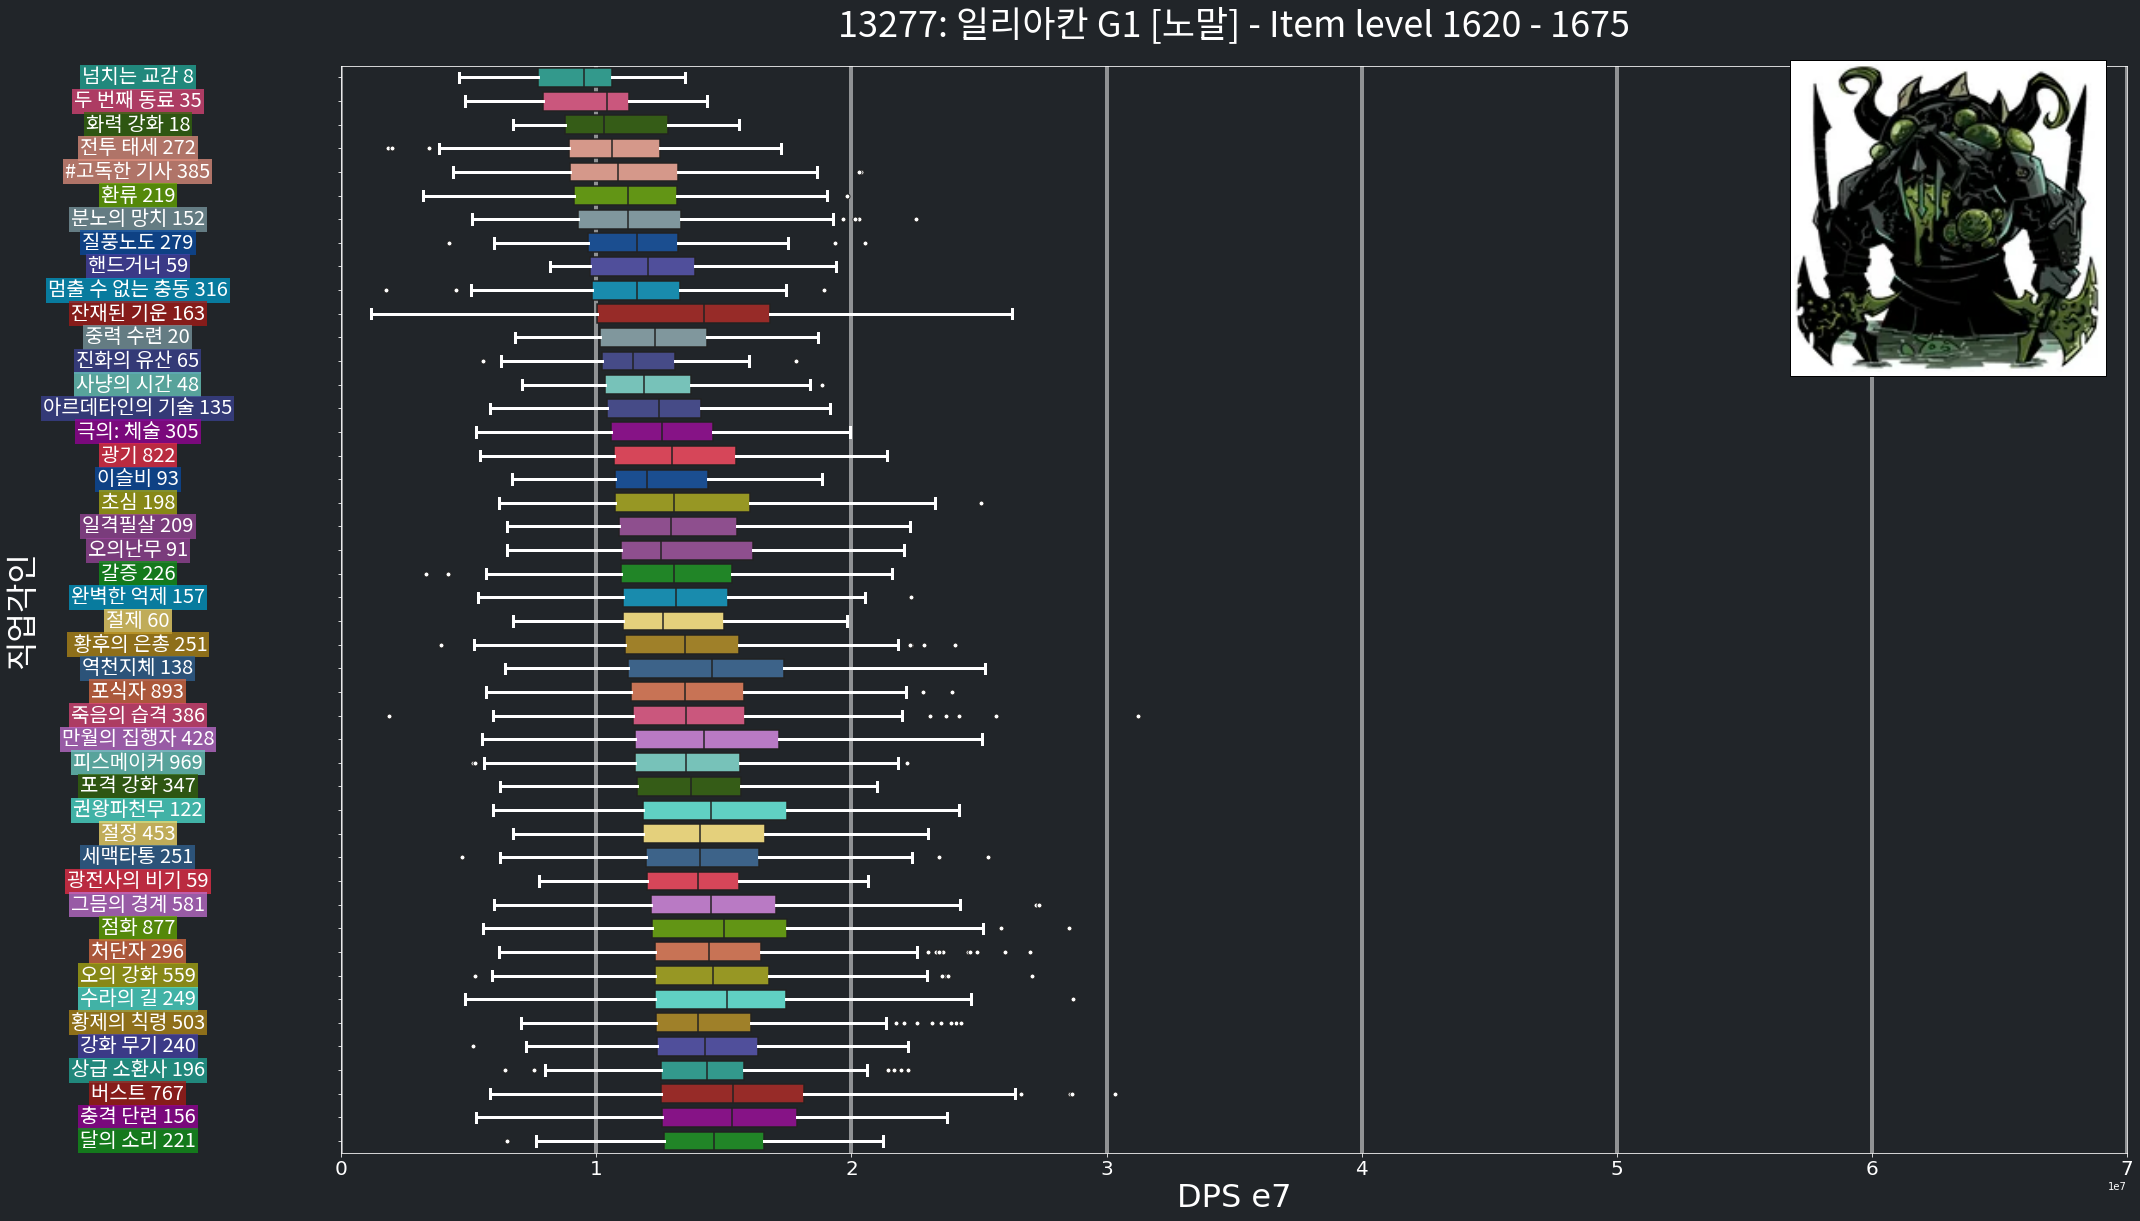 13277: 일리아칸 G1 [노말] - Item level 1620 - 1675
직업각인
넘치는 교감 8
두 번째 동료 35
화력 강화 18
전투 태세 272
#고독한 기사 385
환류 219
분노의 망치 152
질풍노도 279
핸드거너 59
멈출 수 없는 충동 316
잔재된 기운 163
중력 수련 20
진화의 유산 65
사냥의 시간 48
아르데타인의 기술 135
극의: 체술 305
광기 822
이슬비 93
초심 198
일격필살 209
오의난무 91
갈증 226
완벽한 억제 157
절제 60
황후의 은총 251
역천지체 138
포식자 893
죽음의 습격 386
만월의 집행자 428
피스메이커 969
포격 강화 347
권왕파천무 122
절정 453
세맥타통 251
광전사의 비기 59
그믐의 경계 581
점화 877
처단자 296
오의 강화 559
수라의 길 249
황제의 칙령 503
강화 무기 240
상급 소환사 196
버스트 767
충격 단련 156
달의 소리 221
0 1 2 3 4 5 6 7
1e7
DPS e7